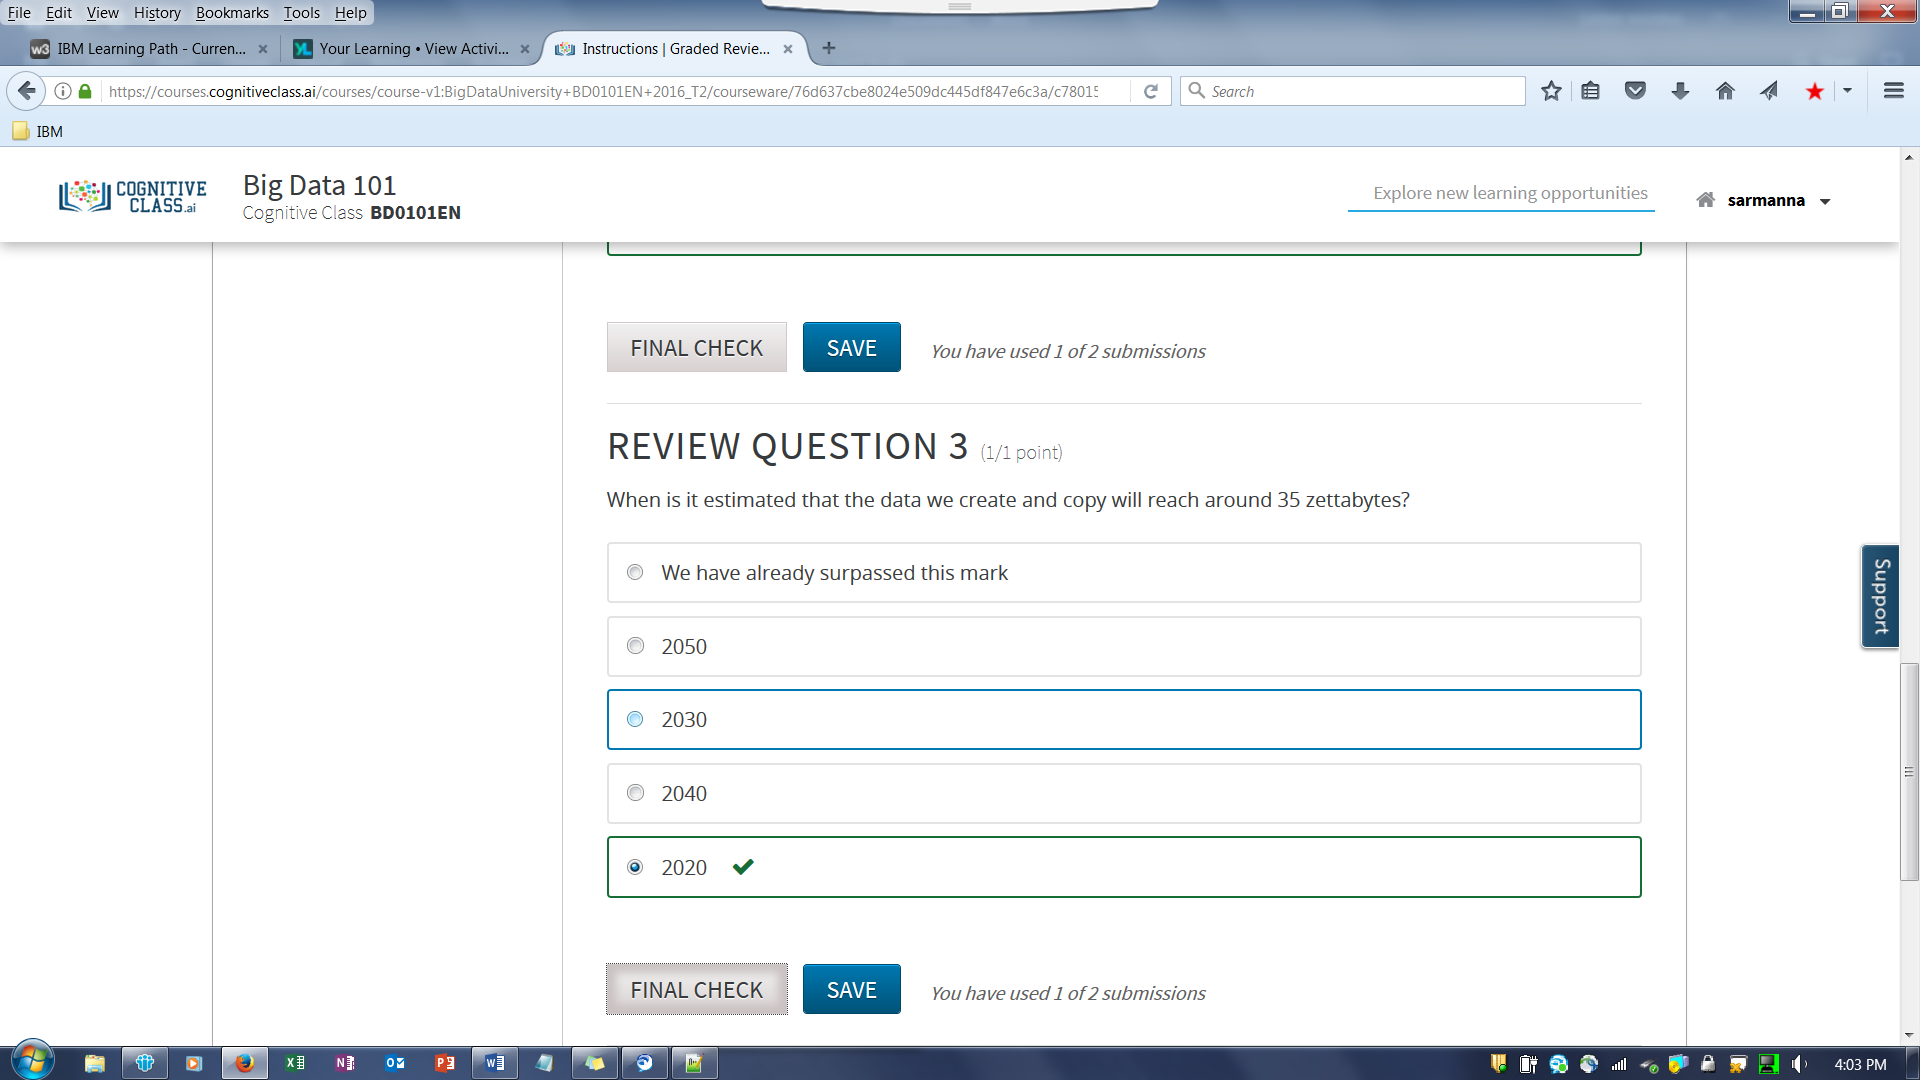 File Edit View History Bookmarks Tools Help
w3 IBM Learning Path - Curren... × YL Your Learning • View Activi... × Instructions | Graded Revie... × +
https://courses.cognitiveclass.ai/courses/course-v1:BigDataUniversity+BD0101EN+2016_T2/courseware/76d637cbe8024e509dc445df847e6c3a/c7801 Search
IBM
COGNITIVE CLASS.ai
Big Data 101
Cognitive Class BD0101EN
Explore new learning opportunities
sarmanna
FINAL CHECK SAVE You have used 1 of 2 submissions
REVIEW QUESTION 3 (1/1 point)
When is it estimated that the data we create and copy will reach around 35 zettabytes?
We have already surpassed this mark
2050
2030
2040
2020
FINAL CHECK SAVE You have used 1 of 2 submissions
Support
4:03 PM